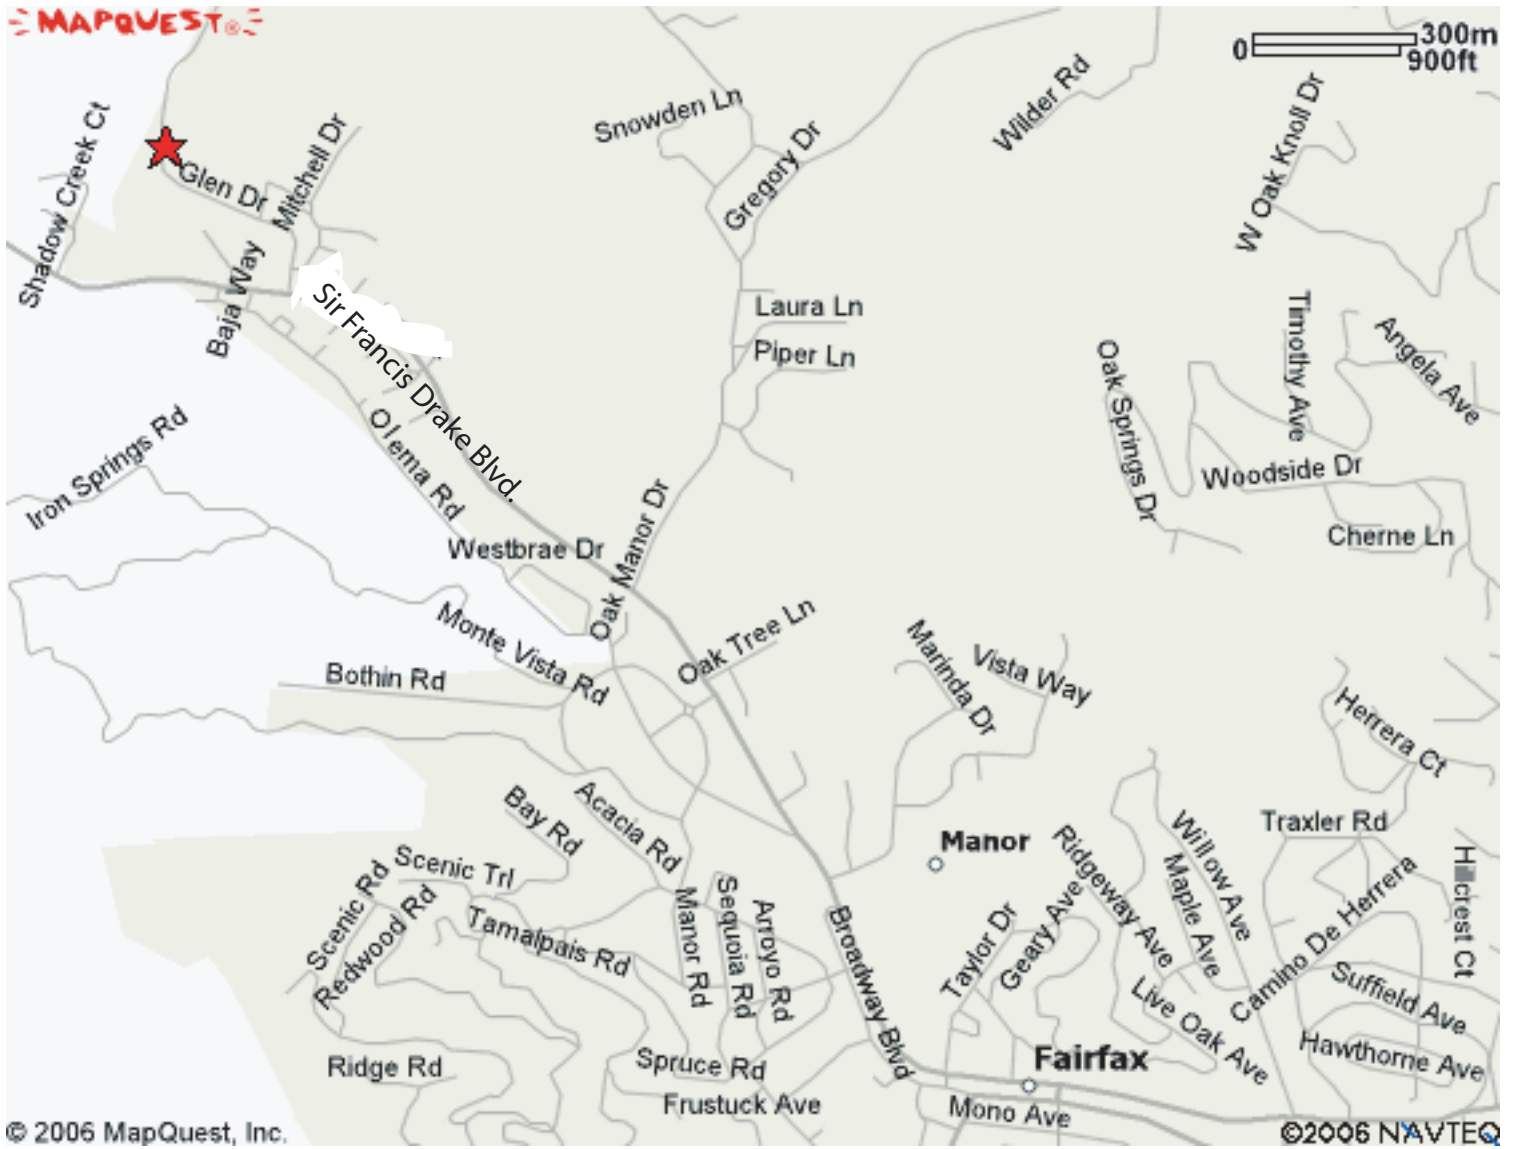 MAPQUEST®
300m
0
900ft
Shadow Creek Ct
Glen Dr
Mitchell Dr
Snowden Ln
Gregory Dr
Wilder Rd
W Oak Knoll Dr
Baja Way
Sir Francis Drake Blvd.
Laura Ln
Piper Ln
Timothy Ave
Angela Ave
Oak Springs Dr
Woodside Dr
Cherne Ln
Iron Springs Rd
Olema Rd
Westbrae Dr
Oak Manor Dr
Monte Vista Rd
Bothin Rd
Oak Tree Ln
Marinda Dr
Vista Way
Herrera Ct
Bay Rd
Acacia Rd
Manor
Traxler Rd
Ridgeway Ave
Willow Ave
Maple Ave
Scenic Trl
Scenic Rd
Redwood Rd
Tamalpais Rd
Manor Rd
Sequoia Rd
Arroyo Rd
Broadway Blvd
Taylor Dr
Geary Ave
Live Oak Ave
Camino De Herrera
Hillcrest Ct
Suffield Ave
Hawthorne Ave
Ridge Rd
Spruce Rd
Frustuck Ave
Fairfax
Mono Ave
© 2006 MapQuest, Inc.
©2006 NAVTEQ